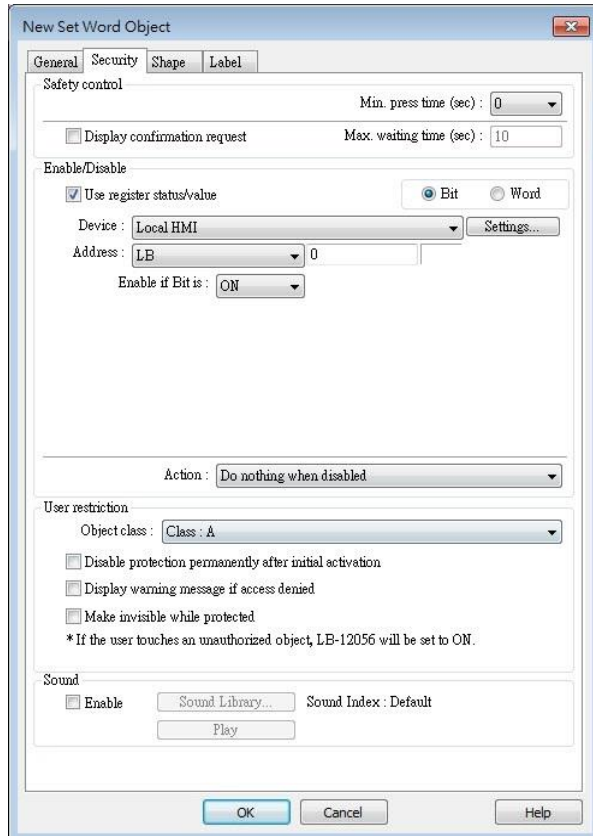 New Set Word Object
General Security Shape Label
Safety control
Min. press time (sec) : 0
Display confirmation request Max. waiting time (sec) : 10
Enable/Disable
Use register status/value Bit Word
Device : Local HMI Settings...
Address : LB 0
Enable if Bit is : ON
Action : Do nothing when disabled
User restriction
Object class : Class : A
Disable protection permanently after initial activation
Display warning message if access denied
Make invisible while protected
* If the user touches an unauthorized object, LB-12056 will be set to ON.
Sound
Enable Sound Library... Sound Index : Default
Play
OK Cancel Help